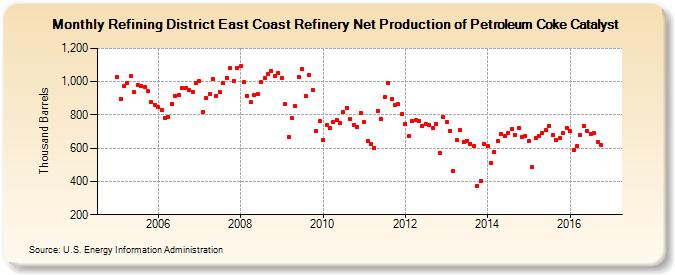 Monthly Refining District East Coast Refinery Net Production of Petroleum Coke Catalyst
Thousand Barrels
1,200
1,000
800
600
400
200
2006 2008 2010 2012 2014 2016
Source: U.S. Energy Information Administration